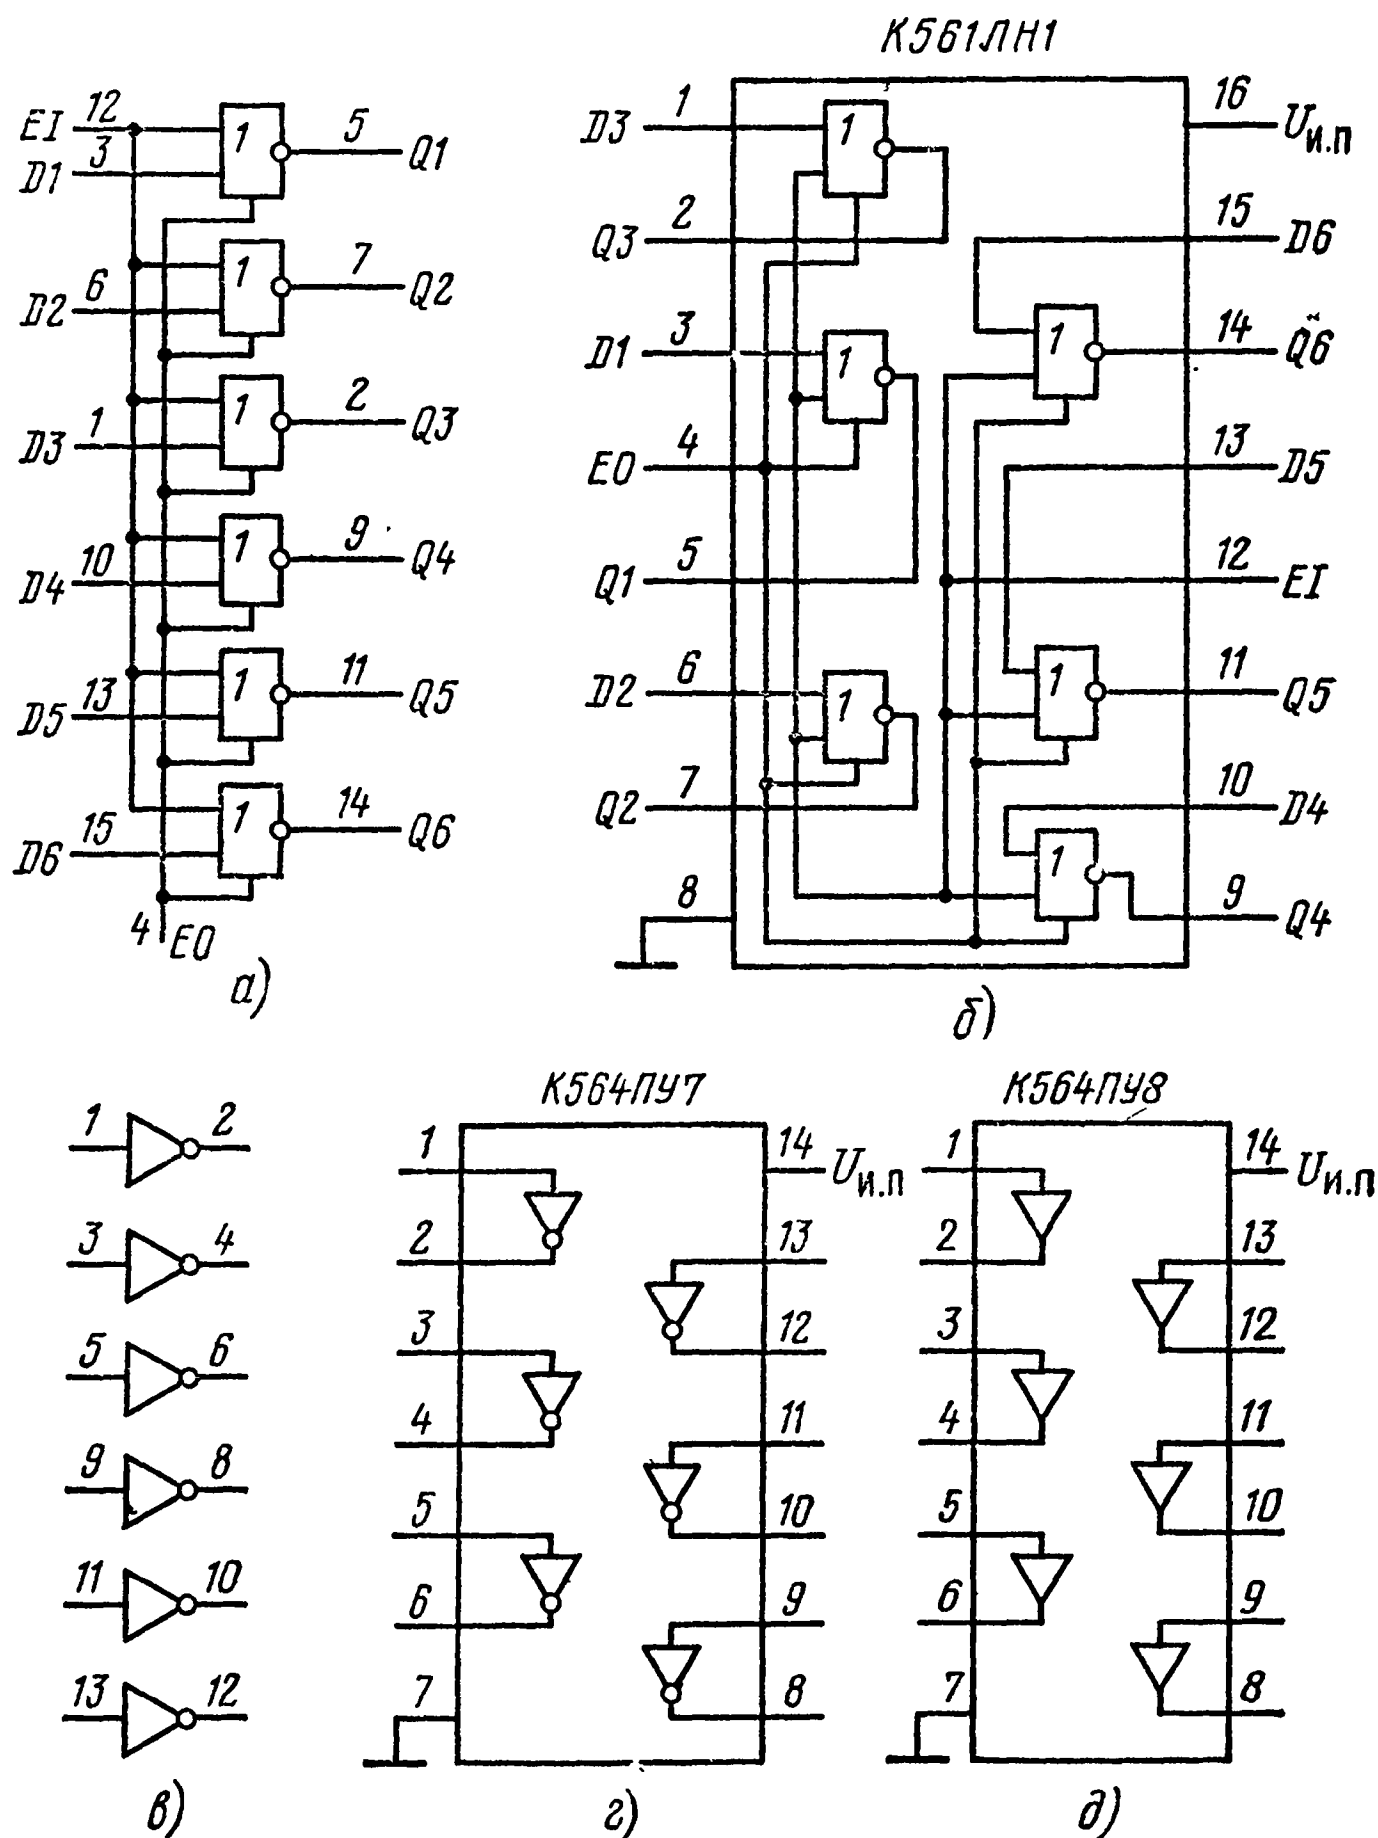 К561ЛН1
EI 12 1 5 Q1
D1 3
1 7 Q2
D2 6
1 2 Q3
D3 1
1 9 Q4
D4 10
1 11 Q5
D5 13
1 14 Q6
D6 15
4 EO
а)
D3 1 1 16 Uи.п
Q3 2 15 D6
D1 3 1 1 14 Q6
EO 4 13 D5
Q1 5 12 EI
D2 6 1 1 11 Q5
Q2 7 10 D4
8 1 9 Q4
б)
1 2
3 4
5 6
9 8
11 10
13 12
в)
К564ПУ7
1 14 Uи.п
2 13
3 12
4 11
5 10
6 9
7 8
г)
К564ПУ8
1 14 Uи.п
2 13
3 12
4 11
5 10
6 9
7 8
д)